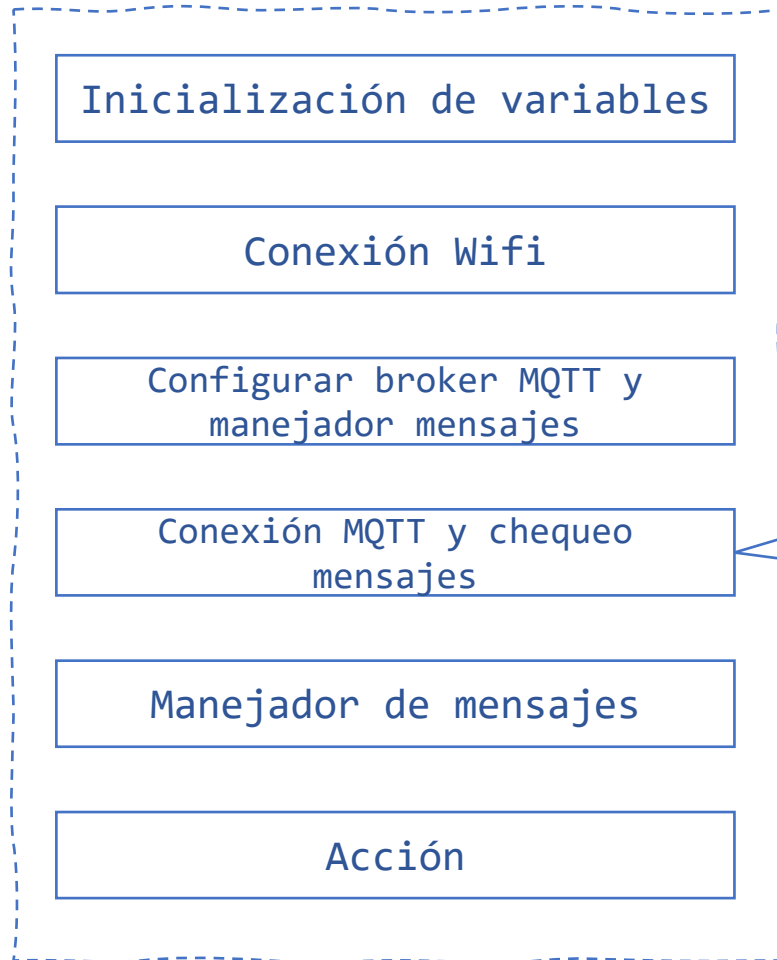 Inicialización de variables
Conexión Wifi
Configurar broker MQTT y
manejador mensajes
Conexión MQTT y chequeo
mensajes
Manejador de mensajes
Acción